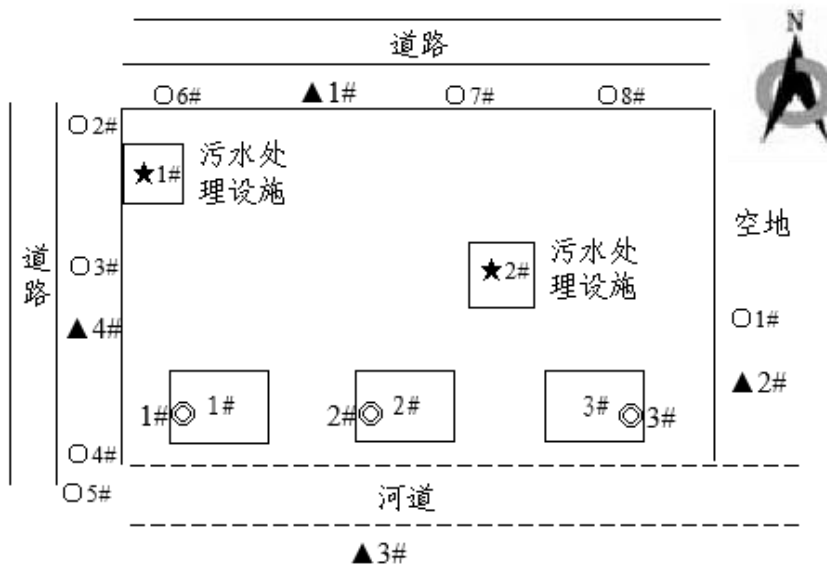 道路
N
○6#
▲1#
○7#
○8#
○2#
★1#
污水处
理设施
道路
○3#
★2#
污水处
理设施
空地
○1#
▲4#
▲2#
1#◎
1#
2#◎
2#
3#
◎3#
○4#
○5#
河道
▲3#